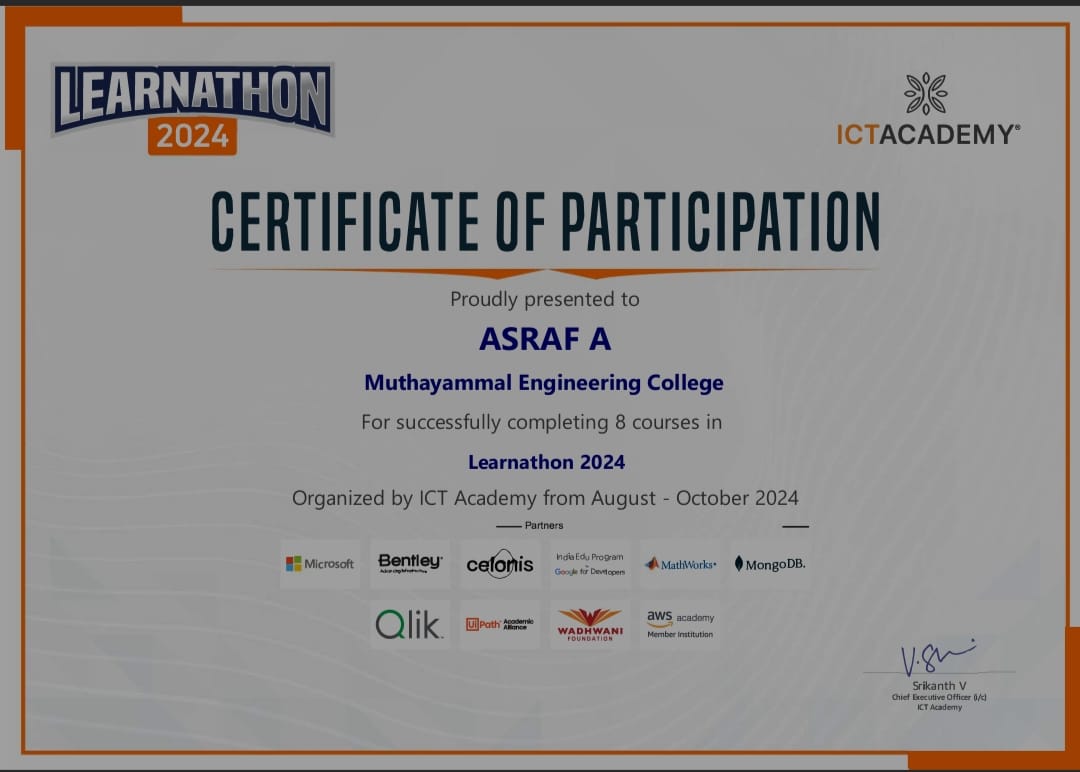 LEARNATHON
2024
ICTACADEMY®
CERTIFICATE OF PARTICIPATION
Proudly presented to
ASRAF A
Muthayammal Engineering College
For successfully completing 8 courses in
Learnathon 2024
Organized by ICT Academy from August - October 2024
Partners
Microsoft
Bentley®
Advancing Infrastructure
celonis
India Edu Program
Google for Developers
MathWorks®
MongoDB.
Qlik
UiPath® Academic
Alliance
WADHWANI
FOUNDATION
aws academy
Member Institution
V.S
Srikanth V
Chief Executive Officer (i/c)
ICT Academy